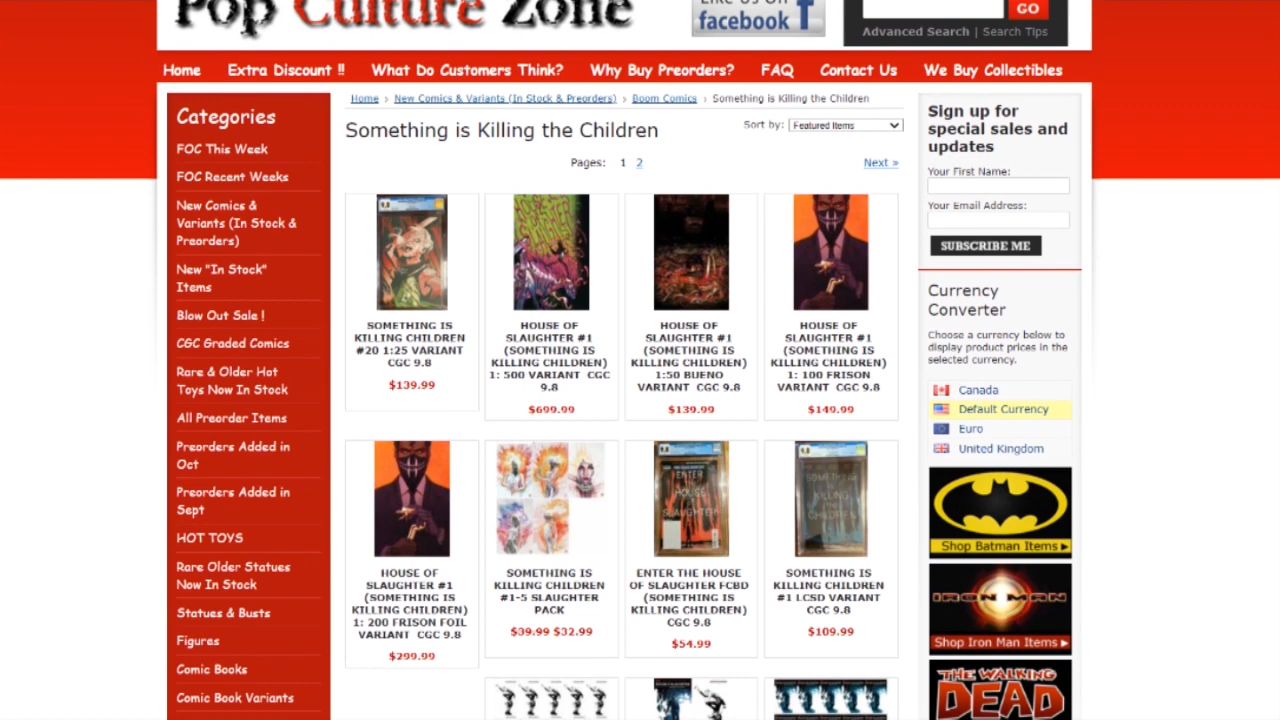 Pop Culture Zone
Like Us On
facebook
GO
Advanced Search | Search Tips
Home Extra Discount !! What Do Customers Think? Why Buy Preorders? FAQ Contact Us We Buy Collectibles
Categories
FOC This Week
FOC Recent Weeks
New Comics &
Variants (In Stock &
Preorders)
New "In Stock"
Items
Blow Out Sale !
CGC Graded Comics
Rare & Older Hot
Toys Now In Stock
All Preorder Items
Preorders Added in
Oct
Preorders Added in
Sept
HOT TOYS
Rare Older Statues
Now In Stock
Statues & Busts
Figures
Comic Books
Comic Book Variants
Home › New Comics & Variants (In Stock & Preorders) › Boom Comics › Something is Killing the Children
Something is Killing the Children
Sort by: Featured Items
Pages: 1 2
Next »
SOMETHING IS
KILLING CHILDREN
#20 1:25 VARIANT
CGC 9.8
$139.99
HOUSE OF
SLAUGHTER #1
(SOMETHING IS
KILLING CHILDREN)
1: 500 VARIANT CGC
9.8
$699.99
HOUSE OF
SLAUGHTER #1
(SOMETHING IS
KILLING CHILDREN)
1:50 BUENO
VARIANT CGC 9.8
$139.99
HOUSE OF
SLAUGHTER #1
(SOMETHING IS
KILLING CHILDREN)
1: 100 FRISON
VARIANT CGC 9.8
$149.99
HOUSE OF
SLAUGHTER #1
(SOMETHING IS
KILLING CHILDREN)
1: 200 FRISON FOIL
VARIANT CGC 9.8
$299.99
SOMETHING IS
KILLING CHILDREN
#1-5 SLAUGHTER
PACK
$39.99 $32.99
ENTER
HOUSE
SLAUGHTER
ENTER THE HOUSE
OF SLAUGHTER FCBD
(SOMETHING IS
KILLING CHILDREN)
CGC 9.8
$54.99
SOMETHING
IS
KILLING
the
CHILDREN
SOMETHING IS
KILLING CHILDREN
#1 LCSD VARIANT
CGC 9.8
$109.99
Sign up for
special sales and
updates
Your First Name:
Your Email Address:
SUBSCRIBE ME
Currency
Converter
Choose a currency below to
display product prices in the
selected currency.
Canada
Default Currency
Euro
United Kingdom
Shop Batman Items
IRON MAN
Shop Iron Man Items
THE WALKING
DEAD